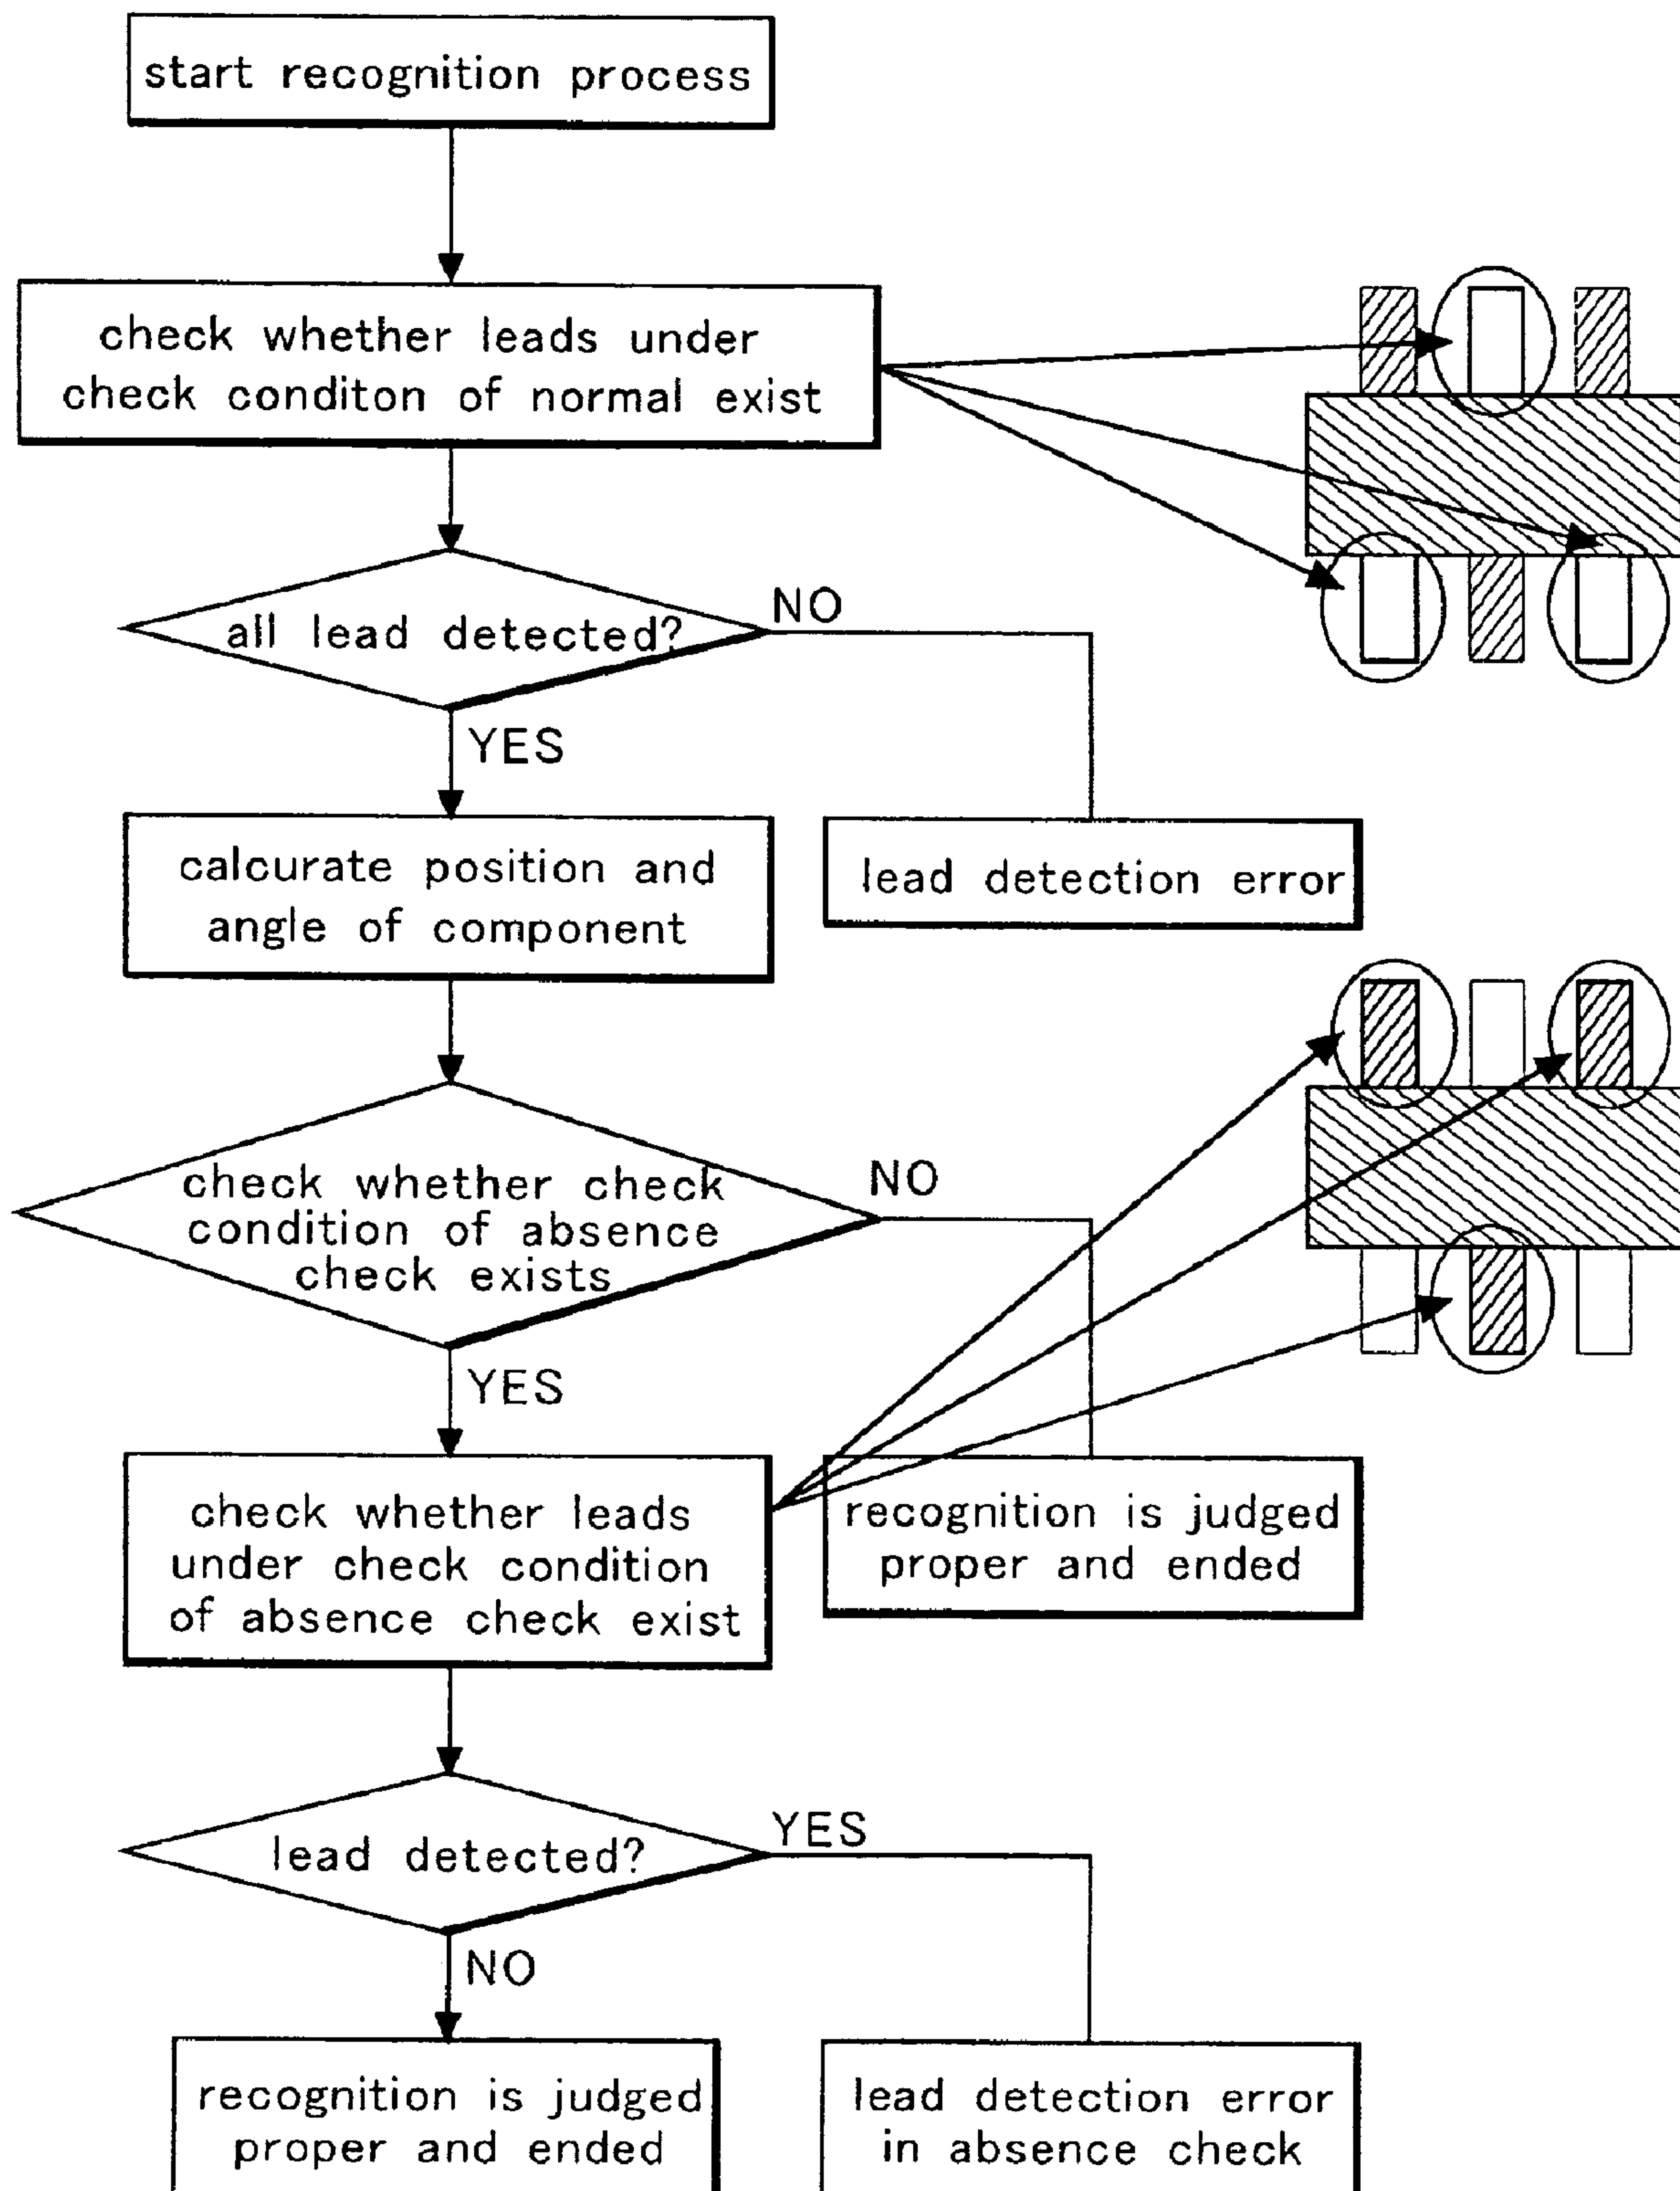 start recognition process
check whether leads under
check conditon of normal exist
all lead detected?
NO
YES
calcurate position and
angle of component
lead detection error
check whether check
condition of absence
check exists
NO
YES
check whether leads
under check condition
of absence check exist
recognition is judged
proper and ended
lead detected?
YES
NO
recognition is judged
proper and ended
lead detection error
in absence check